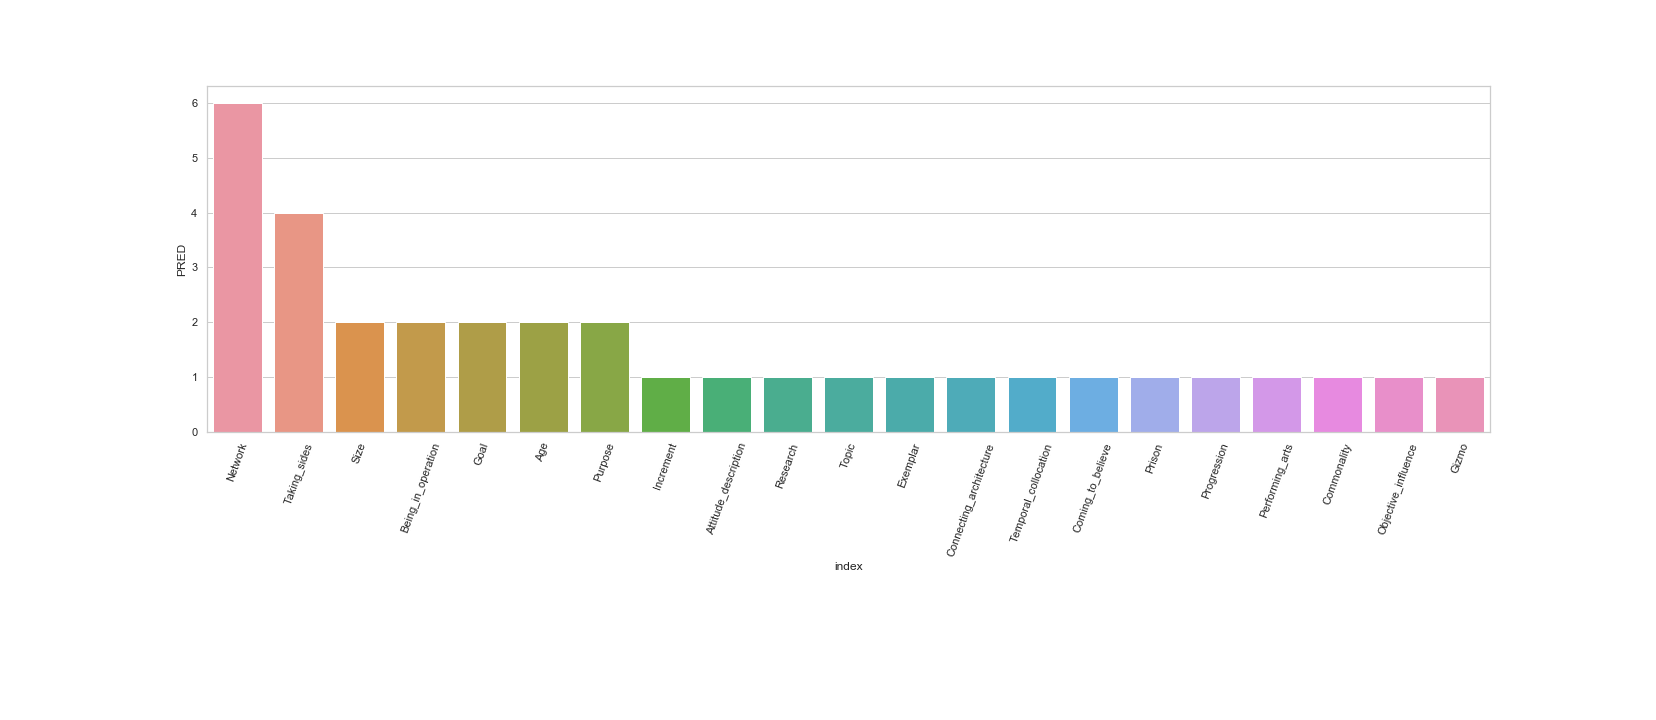 6
5
4
3
2
1
0
PRED
Network
Taking_sides
Size
Being_in_operation
Goal
Age
Purpose
Increment
Attitude_description
Research
Topic
Exemplar
Connecting_architecture
Temporal_collocation
Coming_to_believe
Prison
Progression
Performing_arts
Commonality
Objective_influence
Gizmo
index